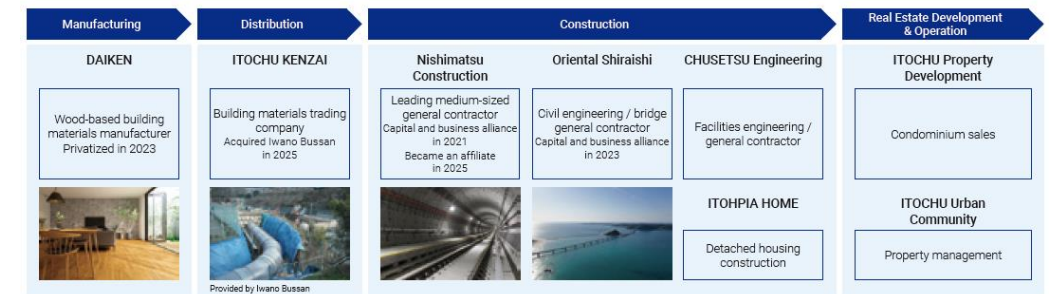 Manufacturing
Distribution
Construction
Real Estate Development
& Operation
DAIKEN
Wood-based building
materials manufacturer
Privatized in 2023
ITOCHU KENZAI
Building materials trading
company
Acquired Iwano Bussan
in 2025
Provided by Iwano Bussan
Nishimatsu
Construction
Leading medium-sized
general contractor
Capital and business alliance
in 2021
Became an affiliate
in 2025
Oriental Shiraishi
Civil engineering / bridge
general contractor
Capital and business alliance
in 2023
CHUSETSU Engineering
Facilities engineering /
general contractor
ITOHPIA HOME
Detached housing
construction
ITOCHU Property
Development
Condominium sales
ITOCHU Urban
Community
Property management